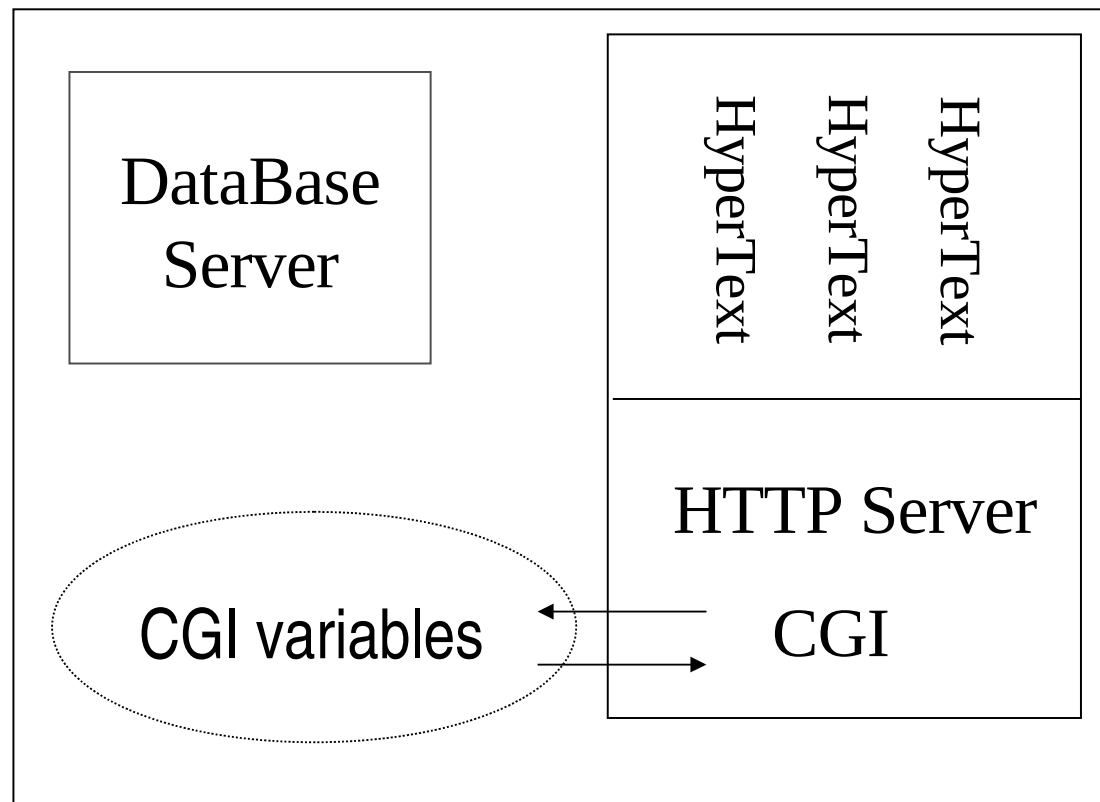 DataBase
Server
HyperText
HyperText
HyperText
HTTP Server
CGI
CGI variables